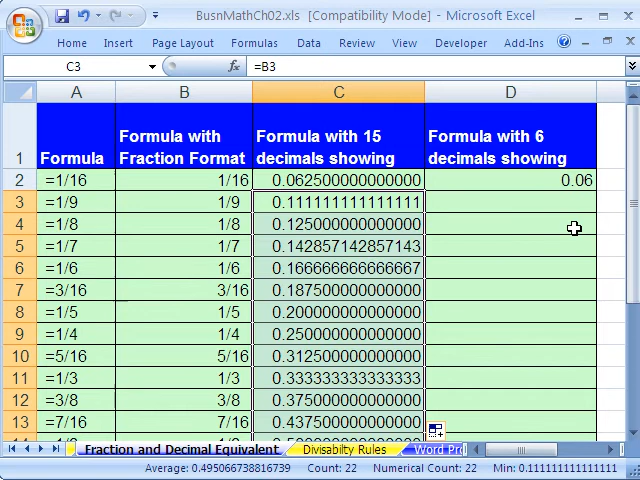 BusnMathCh02.xls [Compatibility Mode] - Microsoft Excel
Home Insert Page Layout Formulas Data Review View Developer Add-Ins
C3 fx =B3
A B C D
1 Formula Formula with Fraction Format Formula with 15 decimals showing Formula with 6 decimals showing
2 =1/16 1/16 0.062500000000000 0.06
3 =1/9 1/9 0.111111111111111
4 =1/8 1/8 0.125000000000000
5 =1/7 1/7 0.142857142857143
6 =1/6 1/6 0.166666666666667
7 =3/16 3/16 0.187500000000000
8 =1/5 1/5 0.200000000000000
9 =1/4 1/4 0.250000000000000
10 =5/16 5/16 0.312500000000000
11 =1/3 1/3 0.333333333333333
12 =3/8 3/8 0.375000000000000
13 =7/16 7/16 0.437500000000000
Fraction and Decimal Equivalent Divisabilty Rules Word Pro
Average: 0.495066738816739 Count: 22 Numerical Count: 22 Min: 0.111111111111111